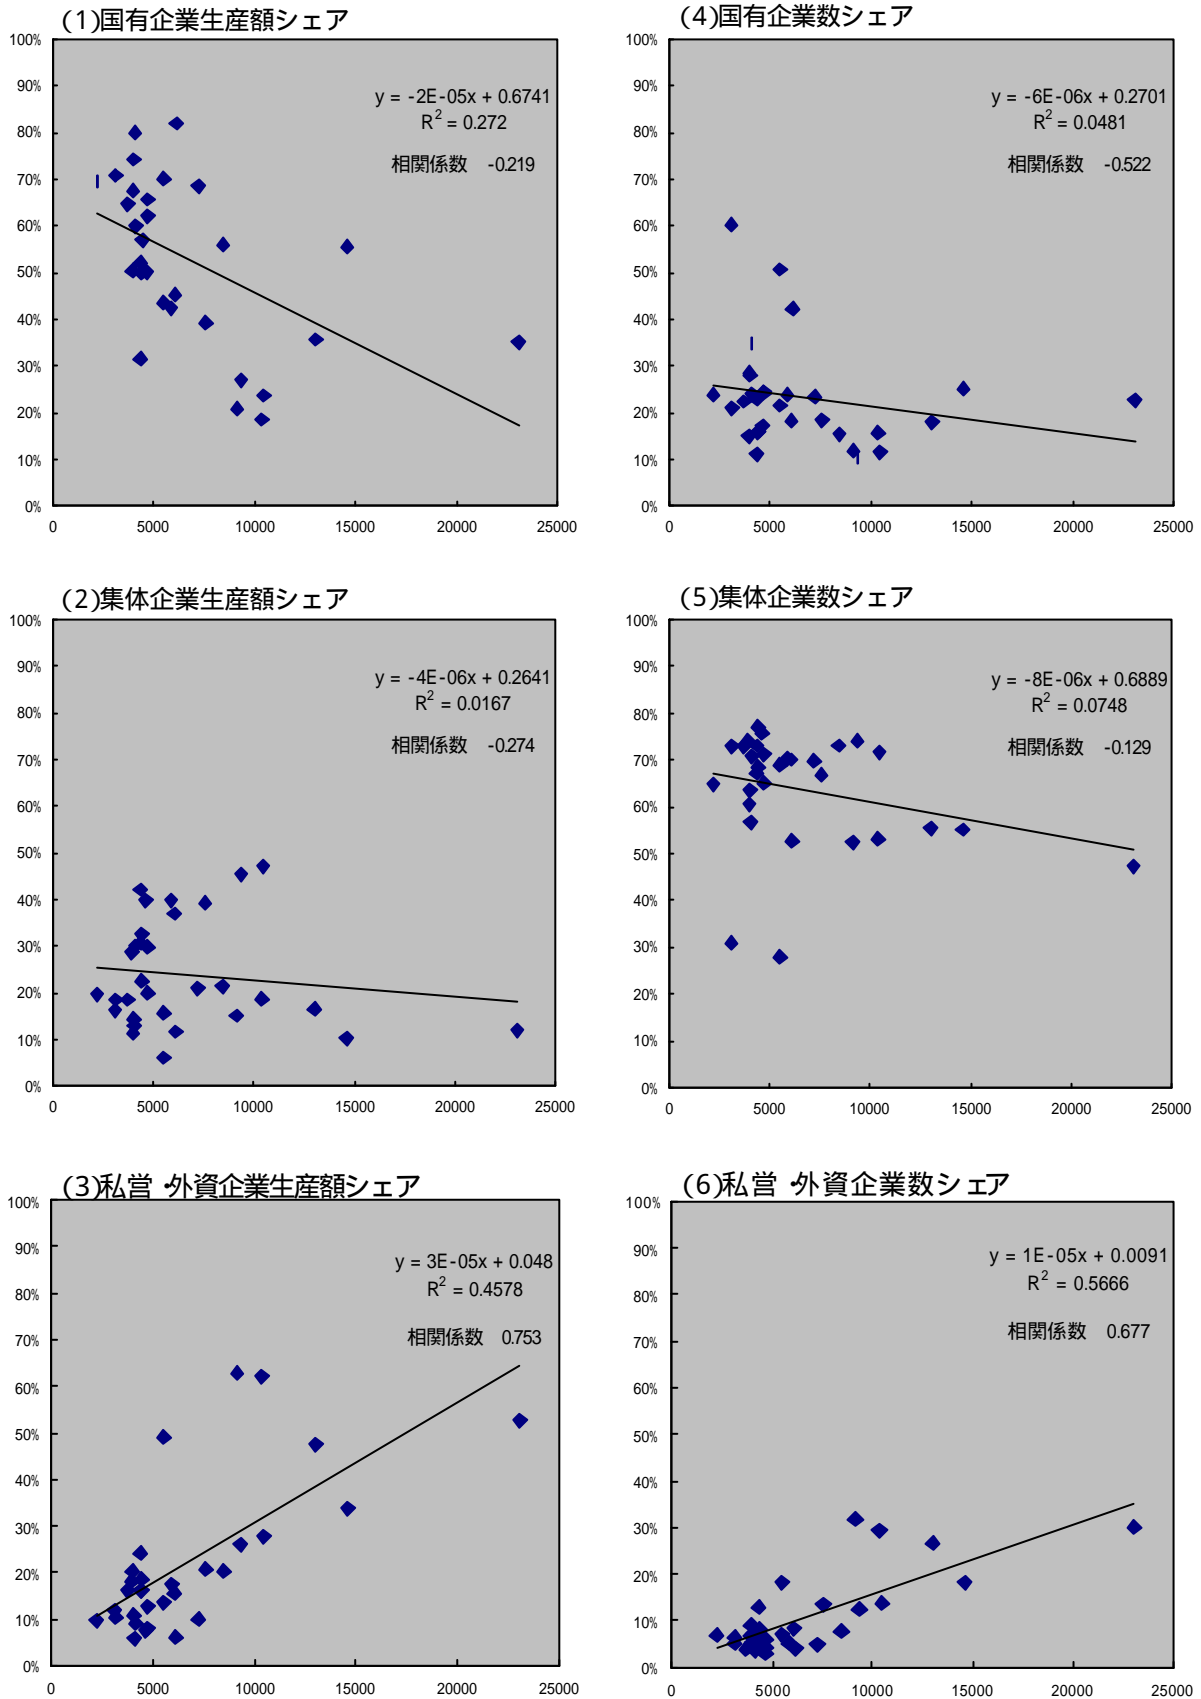 (1)国有企業生産額シェア
100%
90%
80%
70%
60%
50%
40%
30%
20%
10%
0%
0 5000 10000 15000 20000 25000
y = -2E-05x + 0.6741
R² = 0.272
相関係数 -0.219
(4)国有企業数シェア
100%
90%
80%
70%
60%
50%
40%
30%
20%
10%
0%
0 5000 10000 15000 20000 25000
y = -6E-06x + 0.2701
R² = 0.0481
相関係数 -0.522
(2)集体企業生産額シェア
100%
90%
80%
70%
60%
50%
40%
30%
20%
10%
0%
0 5000 10000 15000 20000 25000
y = -4E-06x + 0.2641
R² = 0.0167
相関係数 -0.274
(5)集体企業数シェア
100%
90%
80%
70%
60%
50%
40%
30%
20%
10%
0%
0 5000 10000 15000 20000 25000
y = -8E-06x + 0.6889
R² = 0.0748
相関係数 -0.129
(3)私営・外資企業生産額シェア
100%
90%
80%
70%
60%
50%
40%
30%
20%
10%
0%
0 5000 10000 15000 20000 25000
y = 3E-05x + 0.048
R² = 0.4578
相関係数 0.753
(6)私営・外資企業数シェア
100%
90%
80%
70%
60%
50%
40%
30%
20%
10%
0%
0 5000 10000 15000 20000 25000
y = 1E-05x + 0.0091
R² = 0.5666
相関係数 0.677